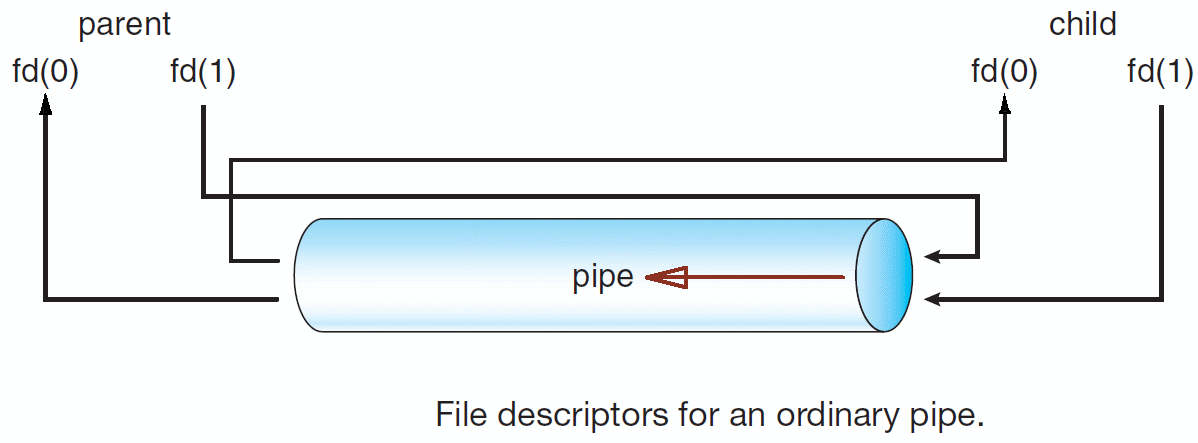 parent child
fd(0) fd(1) fd(0) fd(1)
pipe
File descriptors for an ordinary pipe.